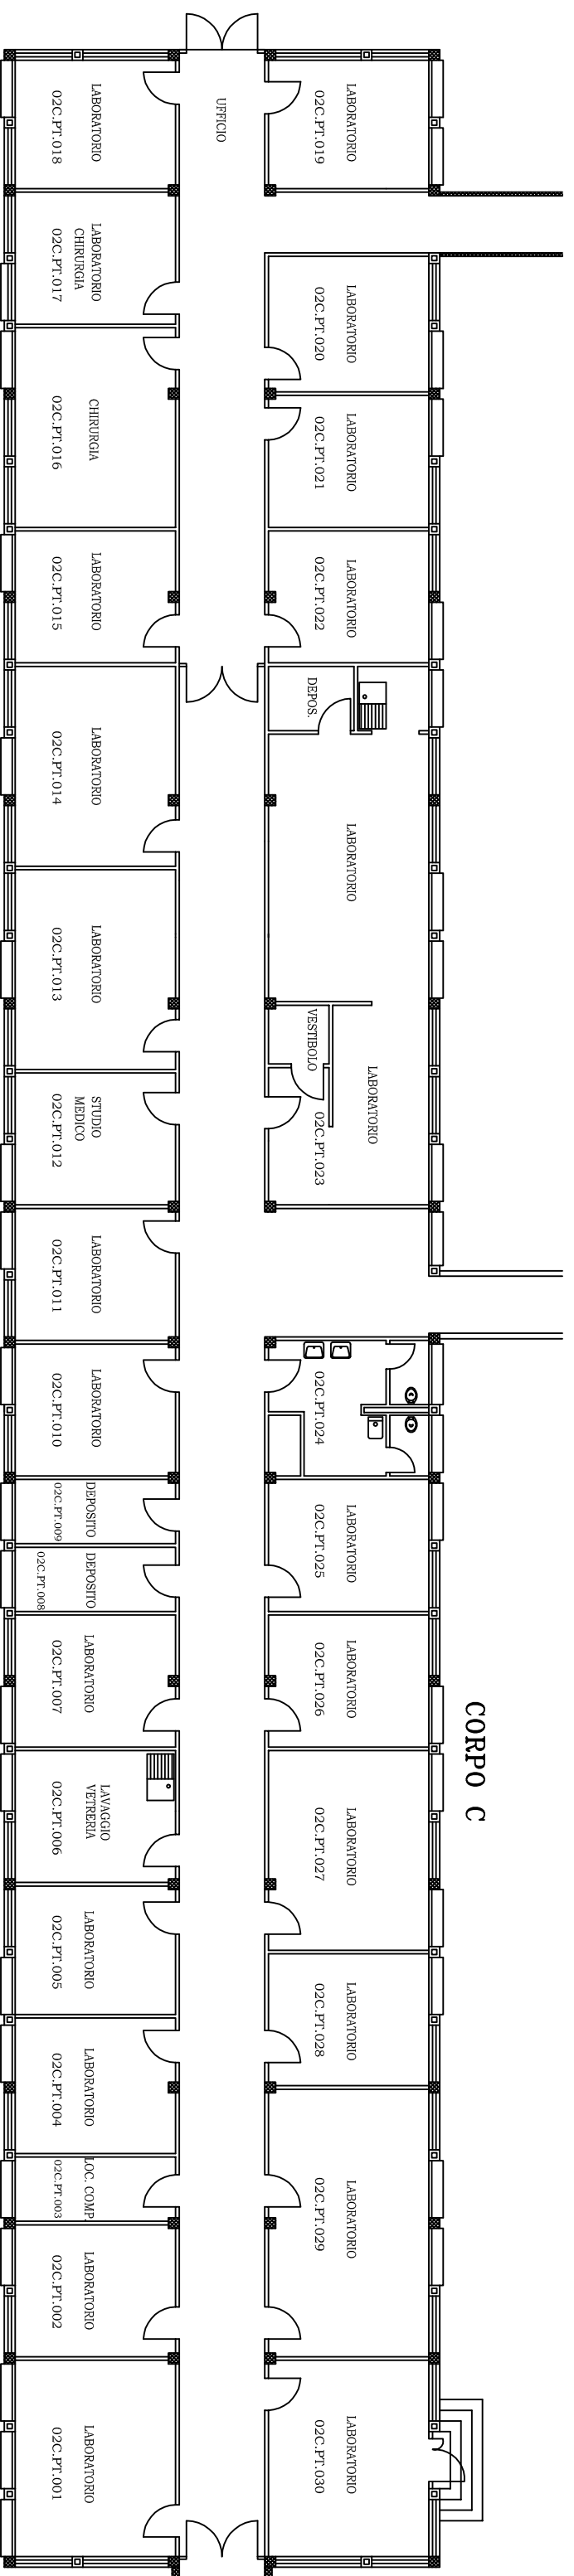 CORPO C
UFFICIO
LABORATORIO
02C.PT.019
LABORATORIO
02C.PT.020
LABORATORIO
02C.PT.021
LABORATORIO
02C.PT.022
DEPOS.
LABORATORIO
VESTIBOLO
LABORATORIO
02C.PT.023
02C.PT.024
LABORATORIO
02C.PT.025
LABORATORIO
02C.PT.026
LABORATORIO
02C.PT.027
LABORATORIO
02C.PT.028
LABORATORIO
02C.PT.029
LABORATORIO
02C.PT.030
LABORATORIO
02C.PT.018
LABORATORIO
CHIRURGIA
02C.PT.017
CHIRURGIA
02C.PT.016
LABORATORIO
02C.PT.015
LABORATORIO
02C.PT.014
LABORATORIO
02C.PT.013
STUDIO
MEDICO
02C.PT.012
LABORATORIO
02C.PT.011
LABORATORIO
02C.PT.010
DEPOSITO
02C.PT.009
DEPOSITO
02C.PT.008
LABORATORIO
02C.PT.007
LAVAGGIO
VETRERIA
02C.PT.006
LABORATORIO
02C.PT.005
LABORATORIO
02C.PT.004
LOC. COMP.
02C.PT.003
LABORATORIO
02C.PT.002
LABORATORIO
02C.PT.001